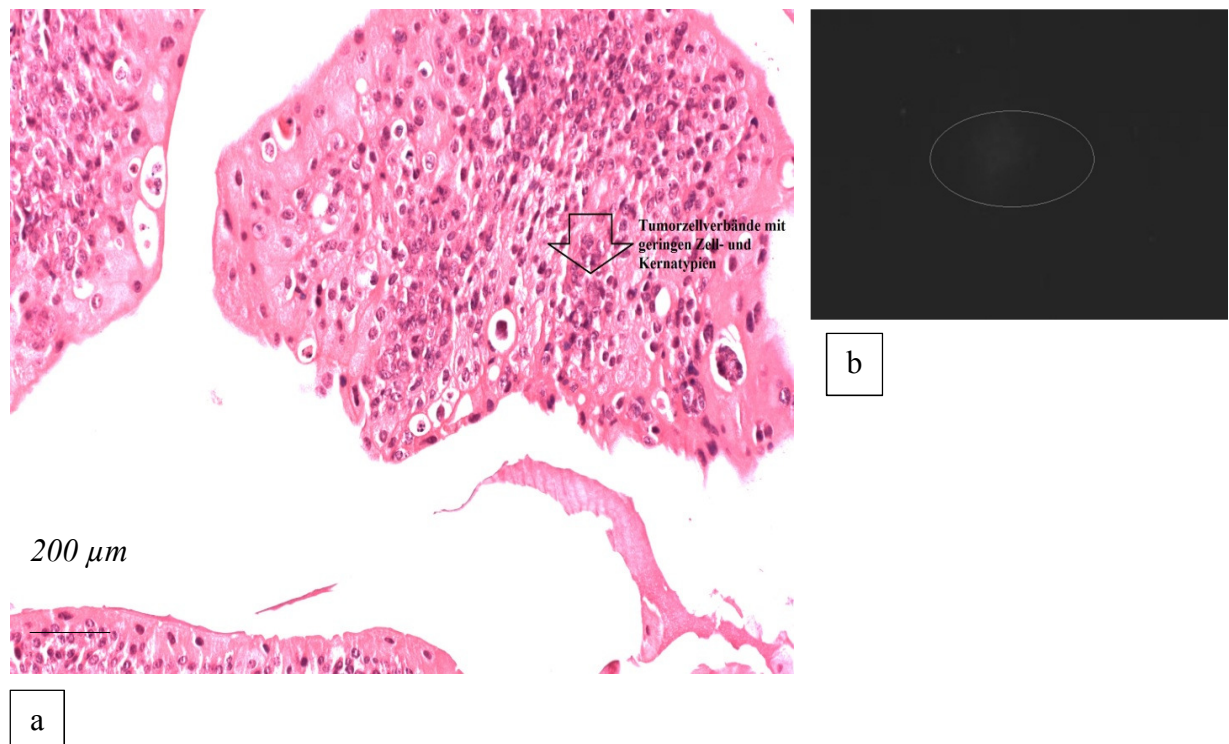 Tumorzellverbände mit
geringen Zell- und
Kernatypien
b
200 µm
a